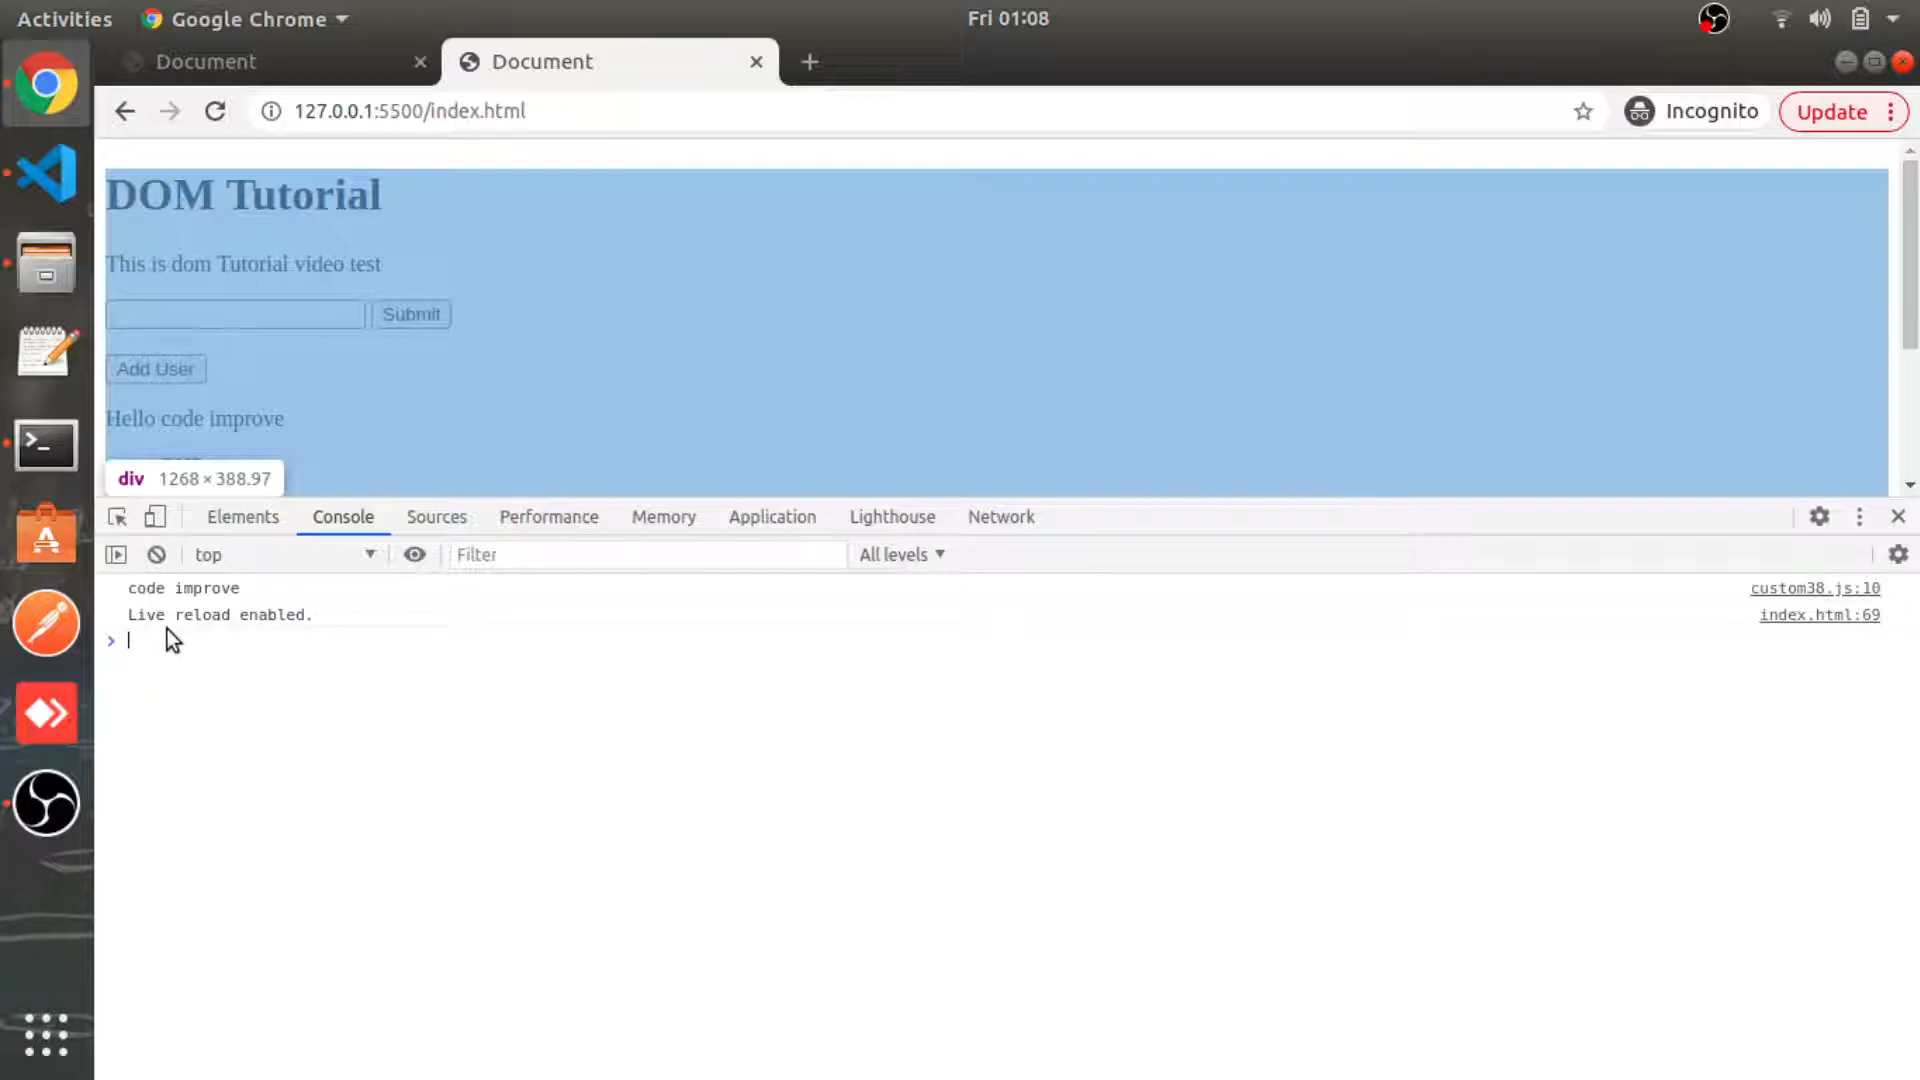 Activities Google Chrome Fri 01:08
Document Document
127.0.0.1:5500/index.html Incognito Update
DOM Tutorial
This is dom Tutorial video test
Submit
Add User
Hello code improve
div 1268 × 388.97
Elements Console Sources Performance Memory Application Lighthouse Network
top Filter All levels
code improve custom38.js:10
Live reload enabled. index.html:69